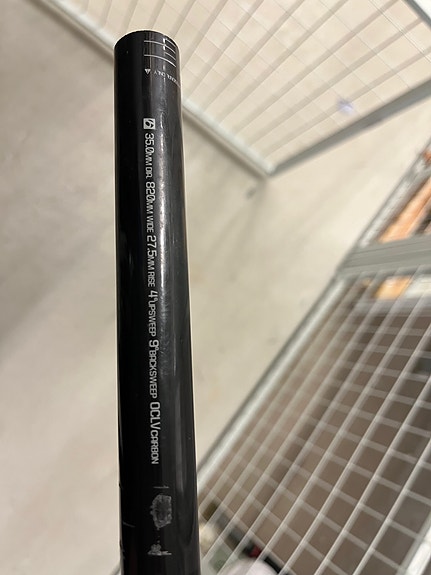 35.0MM DIA. 820MM WIDE 27.5MM RISE 4°UPSWEEP 9°BACKSWEEP OCLV CARBON